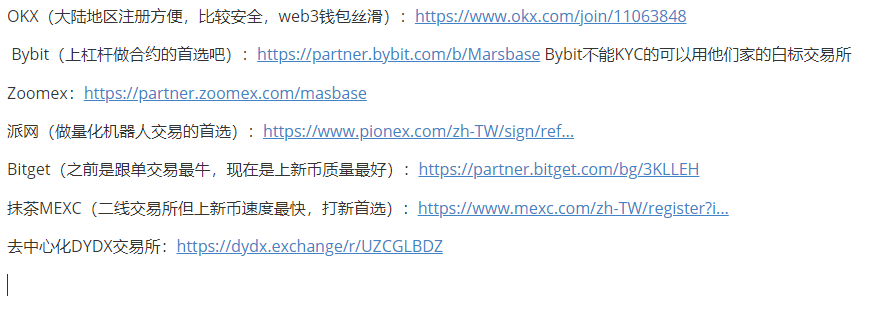 OKX（大陆地区注册方便，比较安全，web3钱包丝滑）：https://www.okx.com/join/11063848
Bybit（上杠杆做合约的首选吧）：https://partner.bybit.com/b/Marsbase Bybit不能KYC的可以用他们家的白标交易所
Zoomex：https://partner.zoomex.com/masbase
派网（做量化机器人交易的首选）：https://www.pionex.com/zh-TW/sign/ref...
Bitget（之前是跟单交易最牛，现在是上新币质量最好）：https://partner.bitget.com/bg/3KLLEH
抹茶MEXC（二线交易所但上新币速度最快，打新首选）：https://www.mexc.com/zh-TW/register?i...
去中心化DYDX交易所：https://dydx.exchange/r/UZCGLBDZ